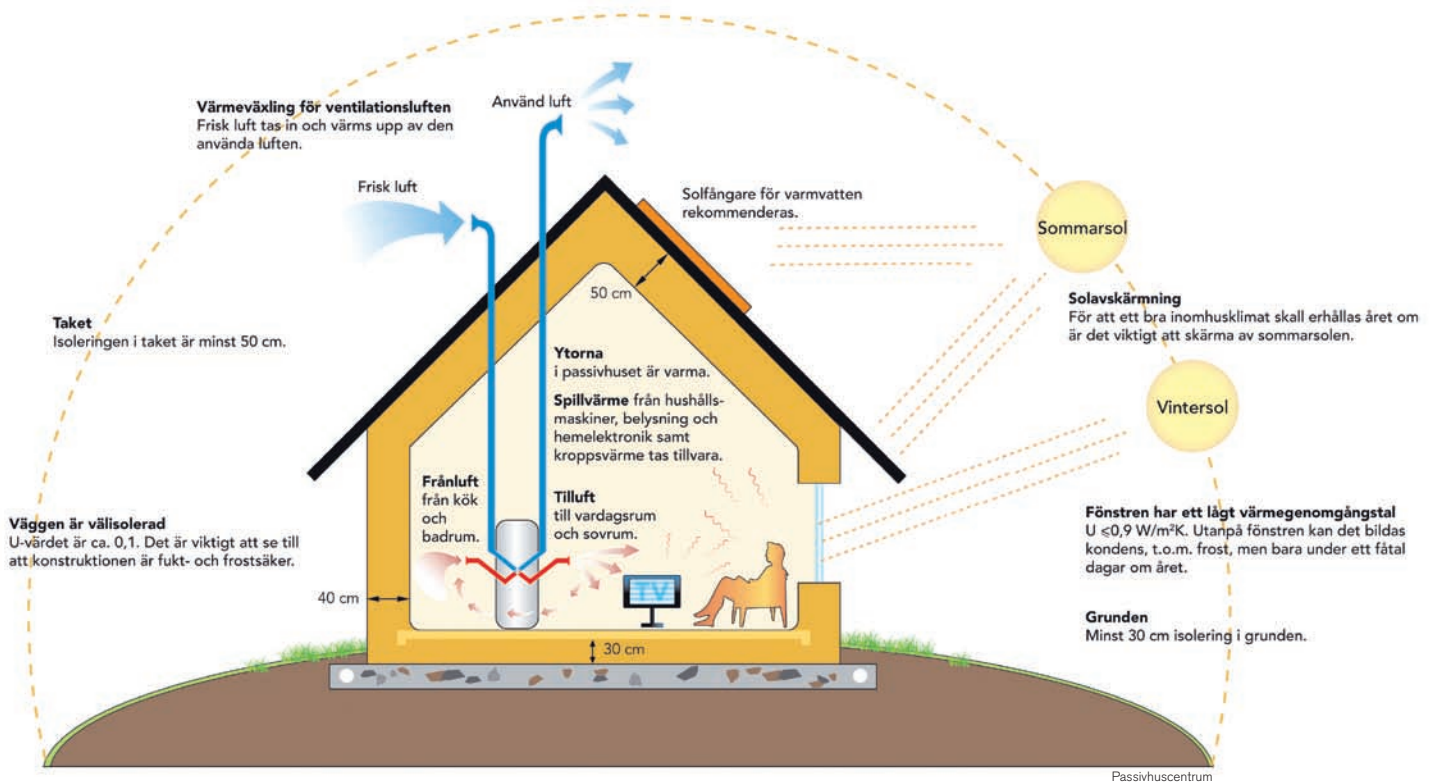 Värmeväxling för ventilationsluften
Frisk luft tas in och värms upp av den
använda luften.
Använd luft
Frisk luft
Solfångare för varmvatten
rekommenderas.
Sommarsol
50 cm
Solavskärmning
För att ett bra inomhusklimat skall erhållas året om
är det viktigt att skärma av sommarsolen.
Taket
Isoleringen i taket är minst 50 cm.
Ytorna
i passivhuset är varma.
Spillvärme från hushålls-
maskiner, belysning och
hemelektronik samt
kroppsvärme tas tillvara.
Vintersol
Frånluft
från kök
och
badrum.
Tilluft
till vardagsrum
och sovrum.
Väggen är välisolerad
U-värdet är ca. 0,1. Det är viktigt att se till
att konstruktionen är fukt- och frostsäker.
Fönstren har ett lågt värmegenomgångstal
U ≤0,9 W/m²K. Utanpå fönstren kan det bildas
kondens, t.o.m. frost, men bara under ett fåtal
dagar om året.
TV
40 cm
Grunden
Minst 30 cm isolering i grunden.
30 cm
Passivhuscentrum